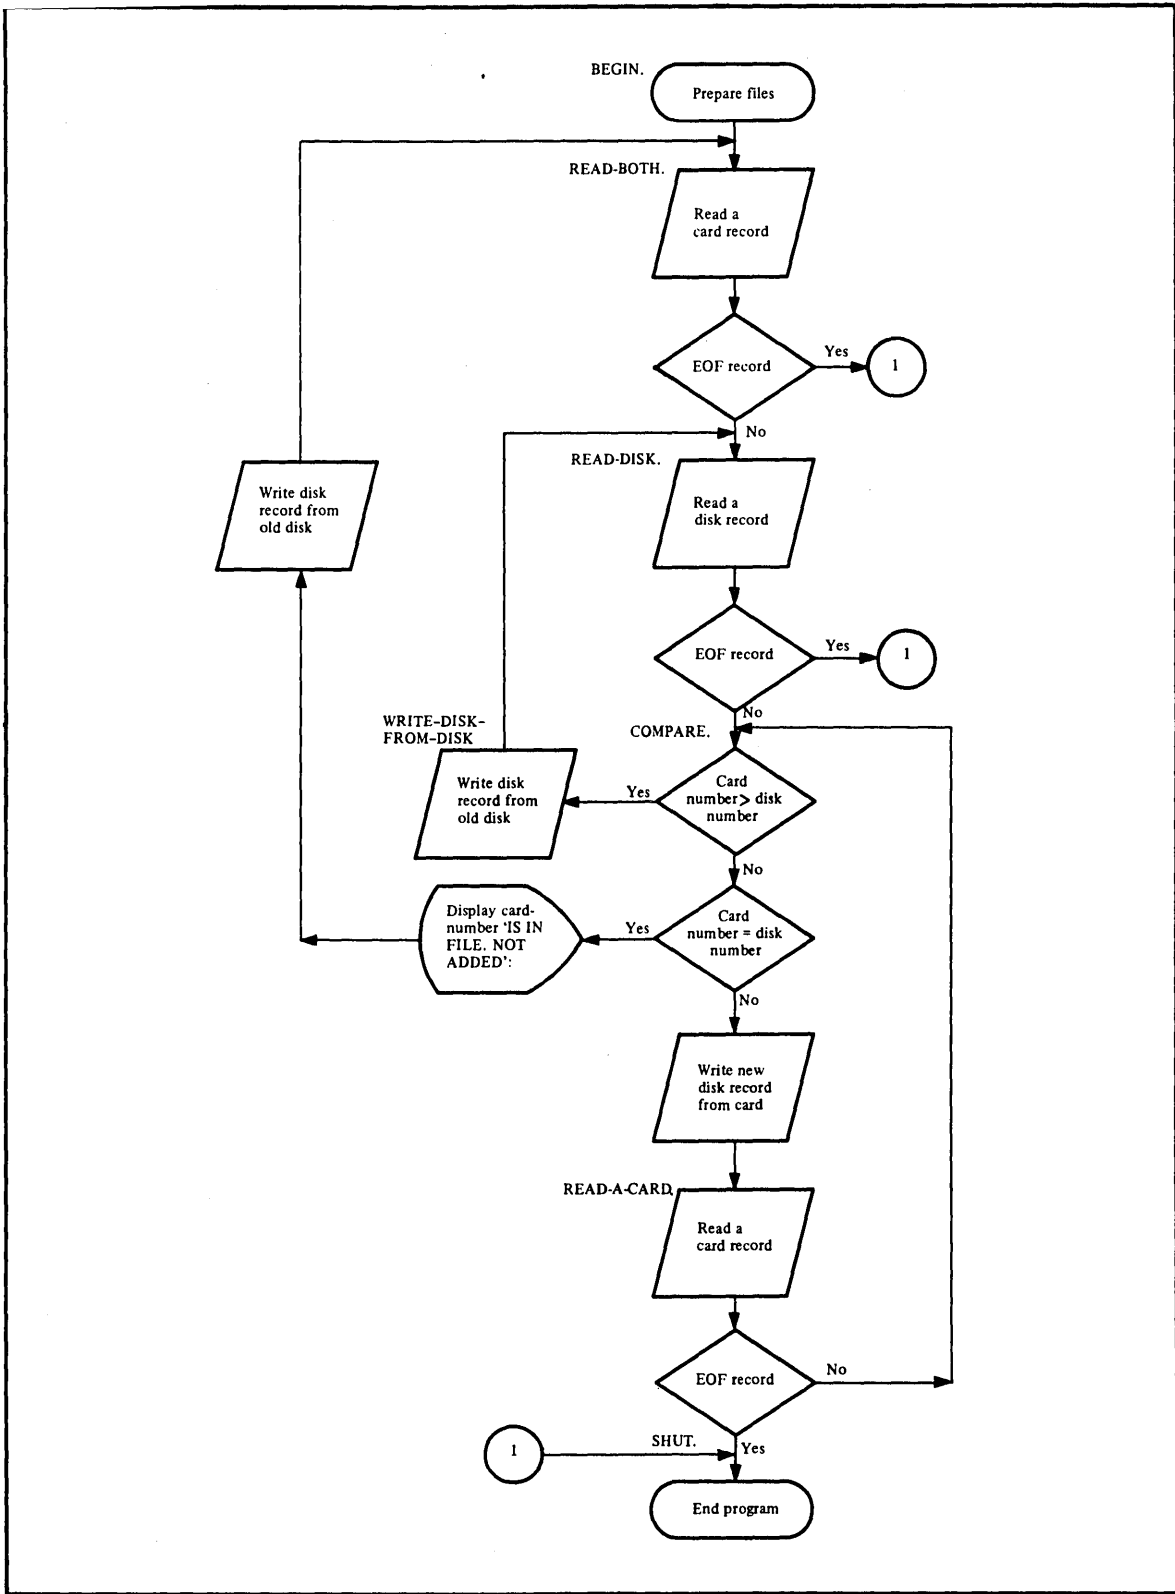 BEGIN.
Prepare files
READ-BOTH.
Read a
card record
EOF record
Yes
1
No
READ-DISK.
Write disk
record from
old disk
Read a
disk record
EOF record
Yes
1
No
WRITE-DISK-
FROM-DISK
COMPARE.
Write disk
record from
old disk
Yes
Card
number > disk
number
No
Display card-
number 'IS IN
FILE. NOT
ADDED':
Yes
Card
number = disk
number
No
Write new
disk record
from card
READ-A-CARD.
Read a
card record
EOF record
No
1
SHUT.
Yes
End program